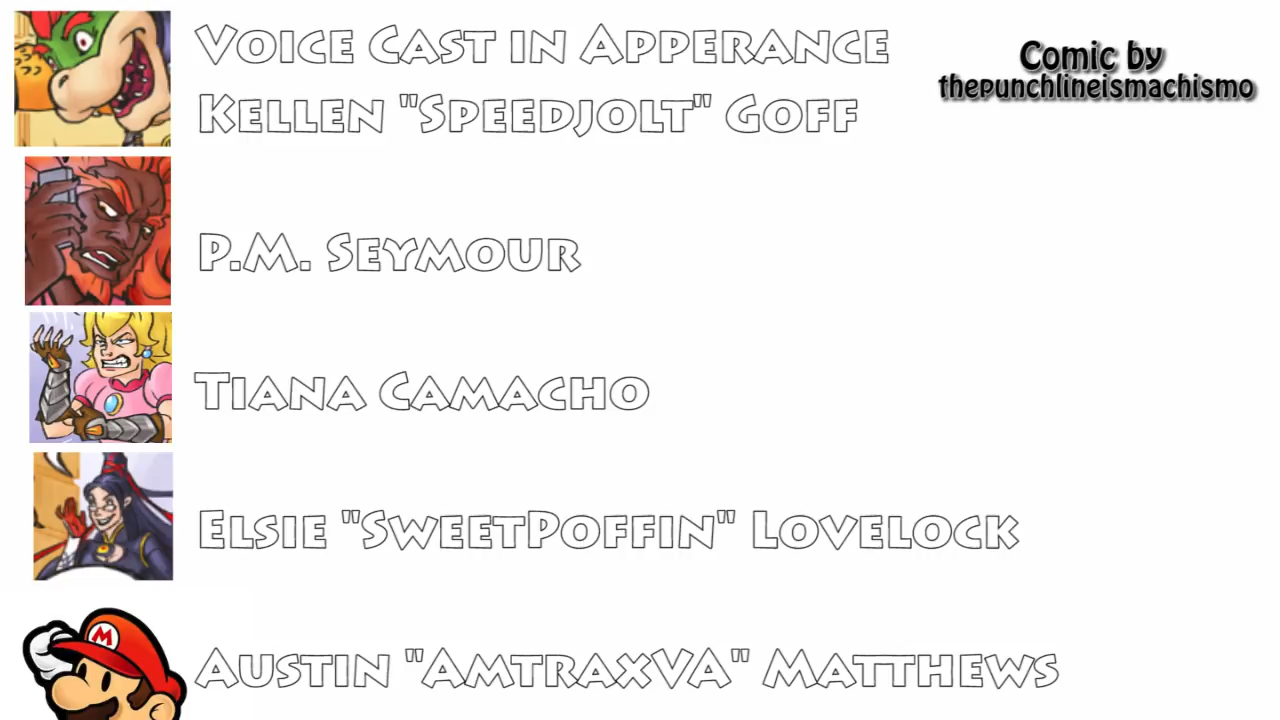 Voice Cast in Apperance
Kellen "Speedjolt" Goff
P.M. Seymour
Tiana Camacho
Elsie "SweetPoffin" Lovelock
Austin "AmtraxVA" Matthews
Comic by
thepunchlineismachismo
M